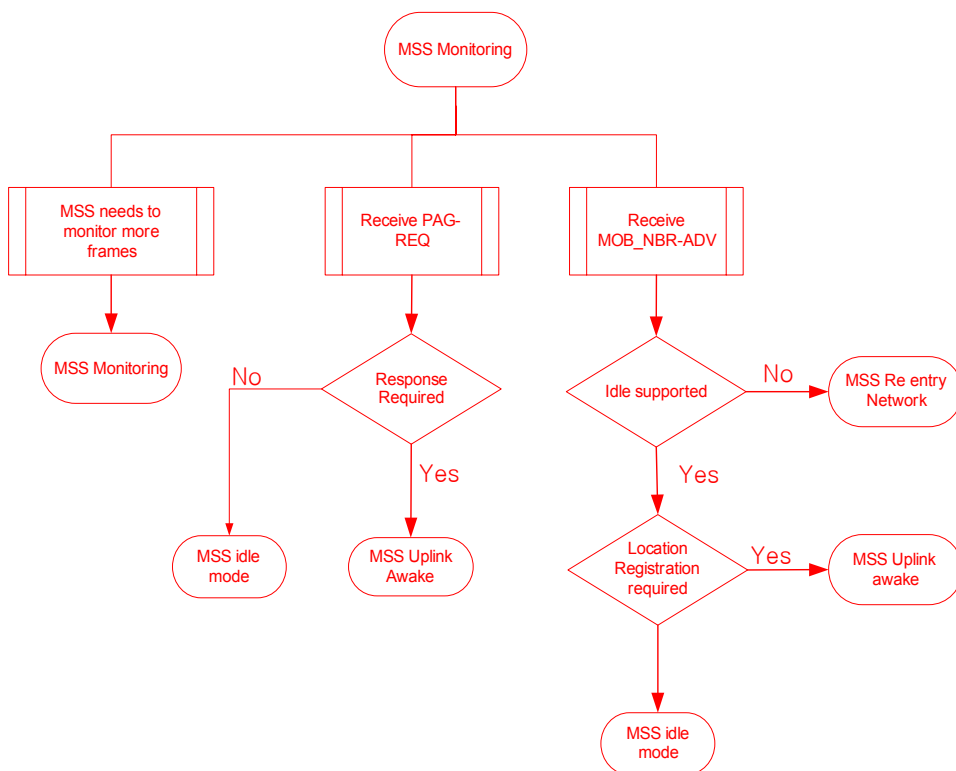 MSS Monitoring
MSS needs to
monitor more
frames
Receive PAG-
REQ
Receive
MOB_NBR-ADV
MSS Monitoring
No
Response
Required
Yes
Idle supported
No
MSS Re entry
Network
Yes
MSS idle
mode
MSS Uplink
Awake
Location
Registration
required
Yes
MSS Uplink
awake
MSS idle
mode